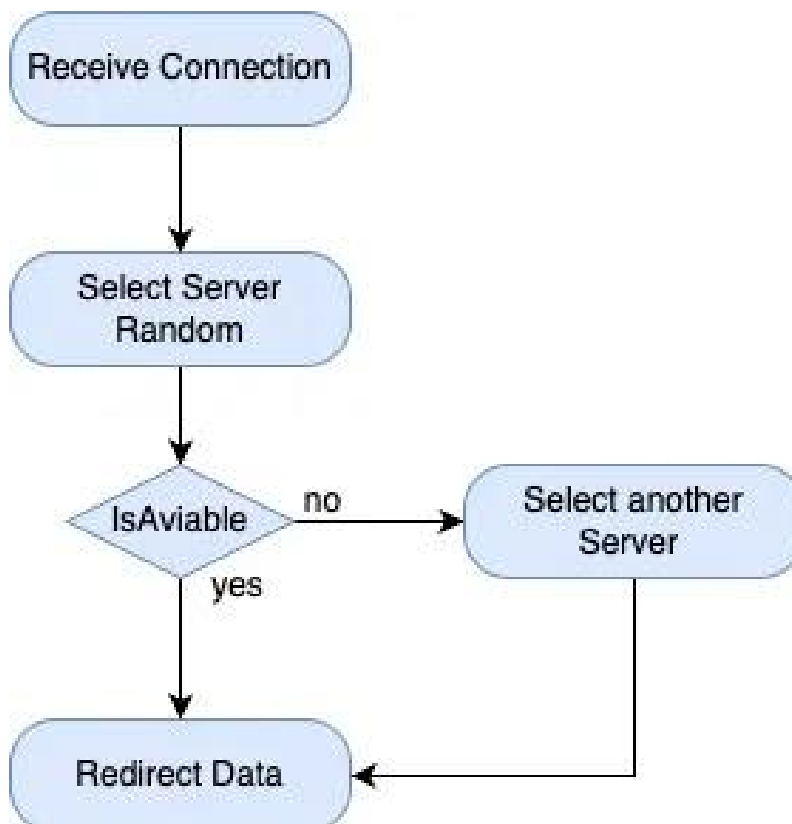 Receive Connection
Select Server
Random
IsAviable
no
Select another
Server
yes
Redirect Data